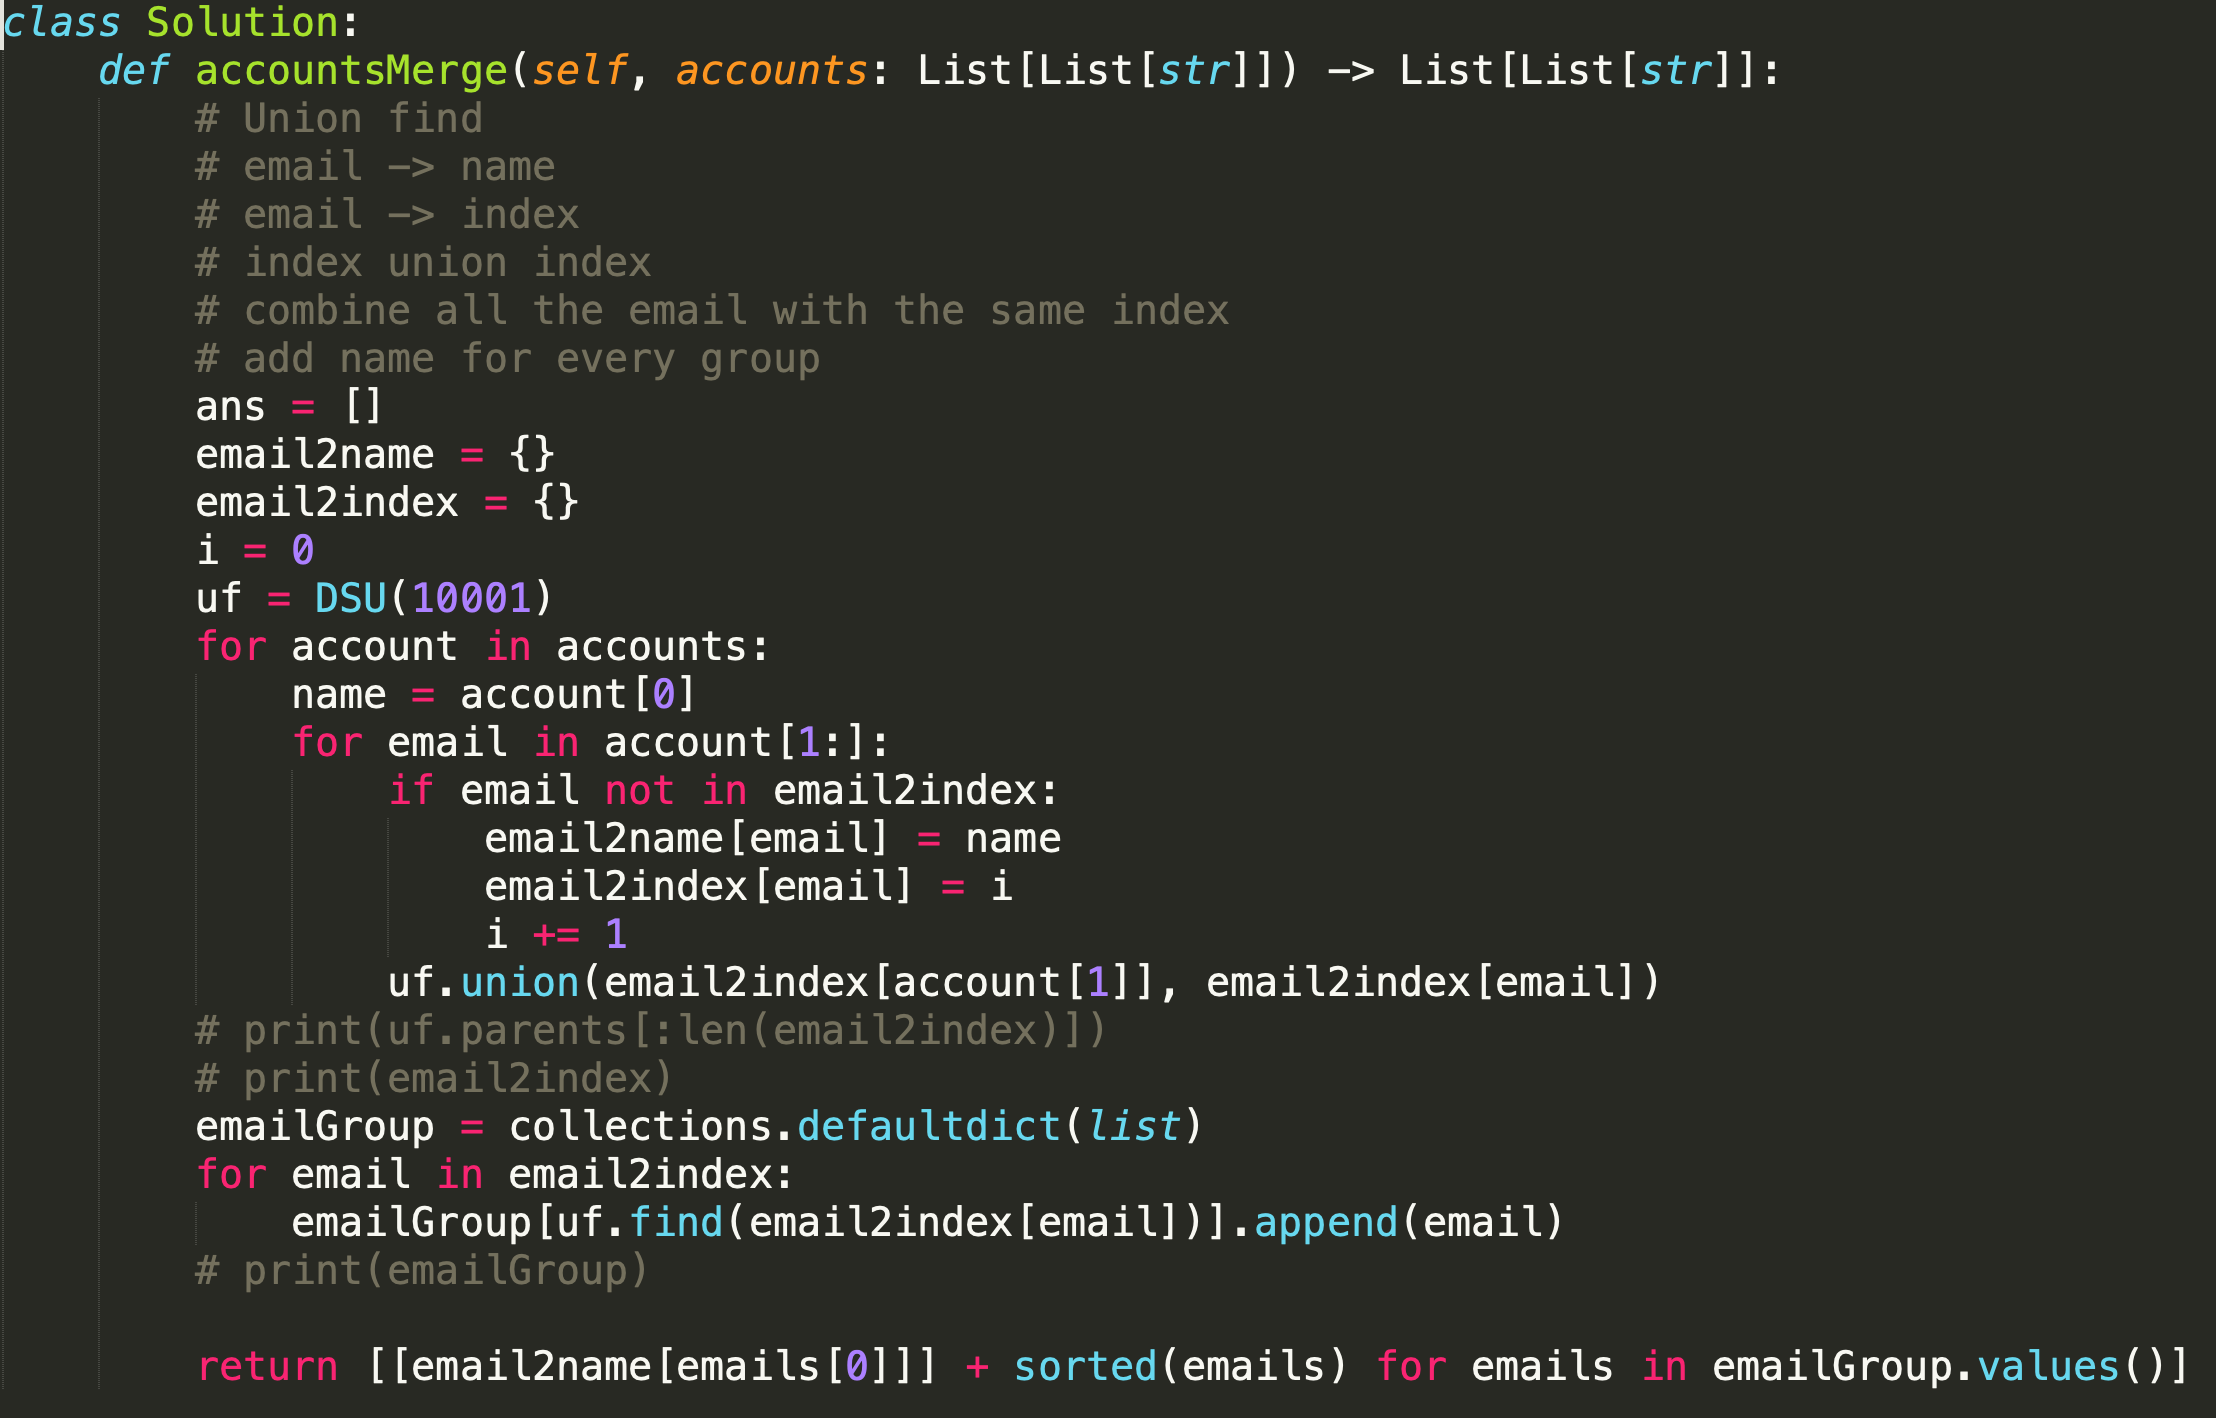 class Solution:
    def accountsMerge(self, accounts: List[List[str]]) -> List[List[str]]:
        # Union find
        # email -> name
        # email -> index
        # index union index
        # combine all the email with the same index
        # add name for every group
        ans = []
        email2name = {}
        email2index = {}
        i = 0
        uf = DSU(10001)
        for account in accounts:
            name = account[0]
            for email in account[1:]:
                if email not in email2index:
                    email2name[email] = name
                    email2index[email] = i
                    i += 1
                uf.union(email2index[account[1]], email2index[email])
        # print(uf.parents[:len(email2index)])
        # print(email2index)
        emailGroup = collections.defaultdict(list)
        for email in email2index:
            emailGroup[uf.find(email2index[email])].append(email)
        # print(emailGroup)

        return [[email2name[emails[0]]] + sorted(emails) for emails in emailGroup.values()]